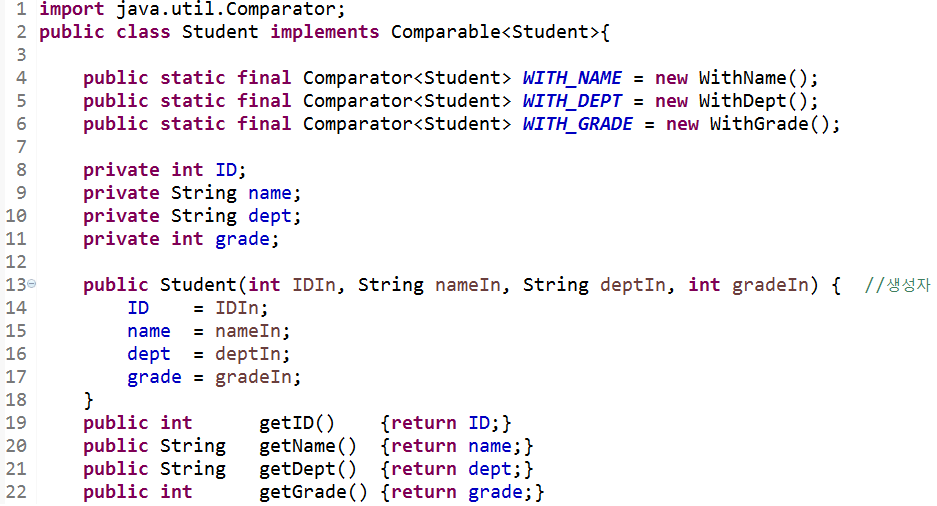 1 import java.util.Comparator;
2 public class Student implements Comparable<Student>{
3
4     public static final Comparator<Student> WITH_NAME = new WithName();
5     public static final Comparator<Student> WITH_DEPT = new WithDept();
6     public static final Comparator<Student> WITH_GRADE = new WithGrade();
7
8     private int ID;
9     private String name;
10     private String dept;
11     private int grade;
12
13     public Student(int IDIn, String nameIn, String deptIn, int gradeIn) {  //생성자
14         ID    = IDIn;
15         name  = nameIn;
16         dept  = deptIn;
17         grade = gradeIn;
18     }
19     public int      getID()    {return ID;}
20     public String   getName()  {return name;}
21     public String   getDept()  {return dept;}
22     public int      getGrade() {return grade;}